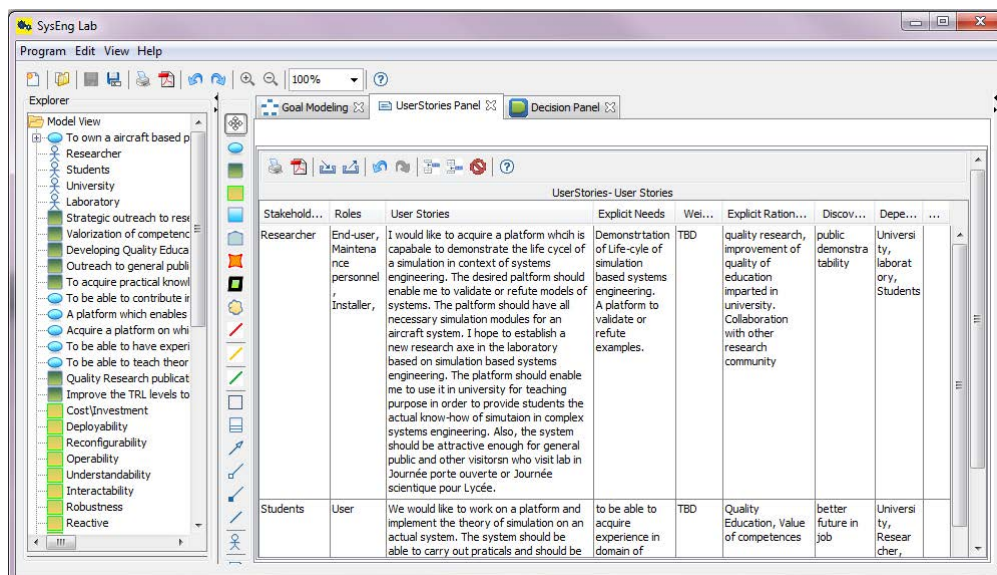 SysEng Lab
Program Edit View Help
100%
Explorer
Model View
To own a aircraft based p
Researcher
Students
University
Laboratory
Strategic outreach to rese
Valorization of competenc
Developing Quality Educa
Outreach to general publi
To acquire practical knowl
To be able to contribute ir
A platform which enables
Acquire a platform on whi
To be able to have experi
To be able to teach theor
Quality Research publicat
Improve the TRL levels to
Cost\Investment
Deployability
Reconfigurability
Operability
Understandability
Interactability
Robustness
Reactive
Goal Modeling
UserStories Panel
Decision Panel
UserStories- User Stories
Stakehold... Roles User Stories Explicit Needs Wei... Explicit Ration... Discov... Depe... ...
Researcher
End-user,
Maintena
nce
personnel
,
Installer,
I would like to acquire a platform whcih is
capabale to demonstrate the life cycel of
a simulation in context of systems
engineering. The desired paltform should
enable me to validate or refute models of
systems. The paltform should have all
necessary simulation modules for an
aircraft system. I hope to establish a
new research axe in the laboratory
based on simulation based systems
engineering. The platform should enable
me to use it in university for teaching
purpose in order to provide students the
actual know-how of simutaion in complex
systems engineering. Also, the system
should be attractive enough for general
public and other visitorsn who visit lab in
Journée porte ouverte or Journée
scientique pour Lycée.
Demonstrtation
of Life-cyle of
simulation
based systems
engineering.
A platform to
validate or
refute
examples.
TBD
quality research,
improvement of
quality of
education
imparted in
university.
Collaboration
with other
research
community
public
demonstra
tability
Universi
ty,
laborat
ory,
Students
Students
User
We would like to work on a platform and
implement the theory of simulation on an
actual system. The system should be
able to carry out praticals and should be
to be able to
acquire
experience in
domain of
TBD
Quality
Education, Value
of competences
better
future in
job
Universi
ty,
Resear
cher,